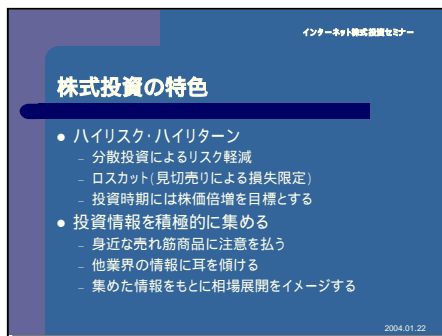 インターネット株式投資セミナー
株式投資の特色
● ハイリスク・ハイリターン
– 分散投資によるリスク軽減
– ロスカット(見切売りによる損失限定)
– 投資時期には株価倍増を目標とする
● 投資情報を積極的に集める
– 身近な売れ筋商品に注意を払う
– 他業界の情報に耳を傾ける
– 集めた情報をもとに相場展開をイメージする
2004.01.22